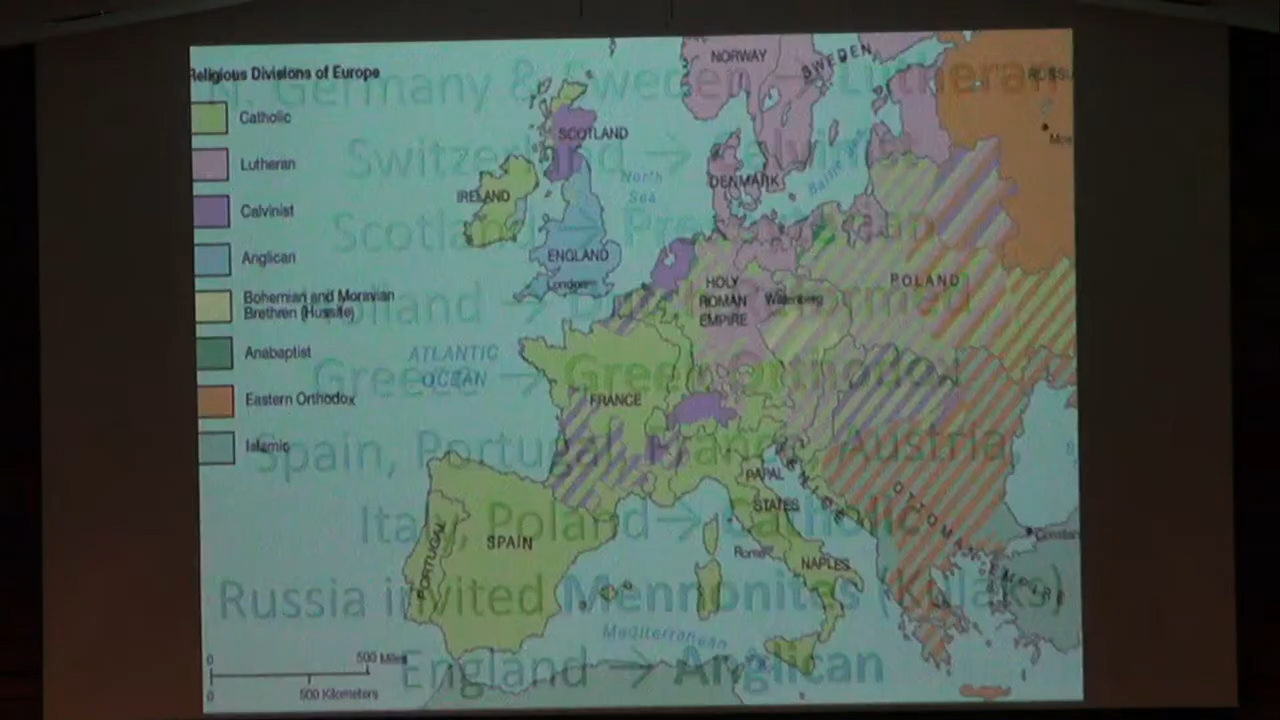 Religious Divisions of Europe
Catholic
Lutheran
Calvinist
Anglican
Bohemian and Moravian
Brethren (Hussite)
Anabaptist
Eastern Orthodox
Islamic
NORWAY
SWEDEN
RUSSIA
SCOTLAND
North
Sea
IRELAND
DENMARK
ENGLAND
London
HOLY
ROMAN
EMPIRE
Wittenberg
POLAND
ATLANTIC
OCEAN
FRANCE
VENICE
PAPAL
STATES
OTTOMAN EMPIRE
PORTUGAL
SPAIN
Rome
NAPLES
Mediterranean
0 500 Miles
0 500 Kilometers
N. Germany & Sweden → Lutheran
Switzerland → Calvinist
Scotland → Presbyterian
Holland → Dutch Reformed
Greece → Greek Orthodox
Spain, Portugal, France, Austria,
Italy, Poland → Catholic
Russia invited Mennonites (Kulaks)
England → Anglican